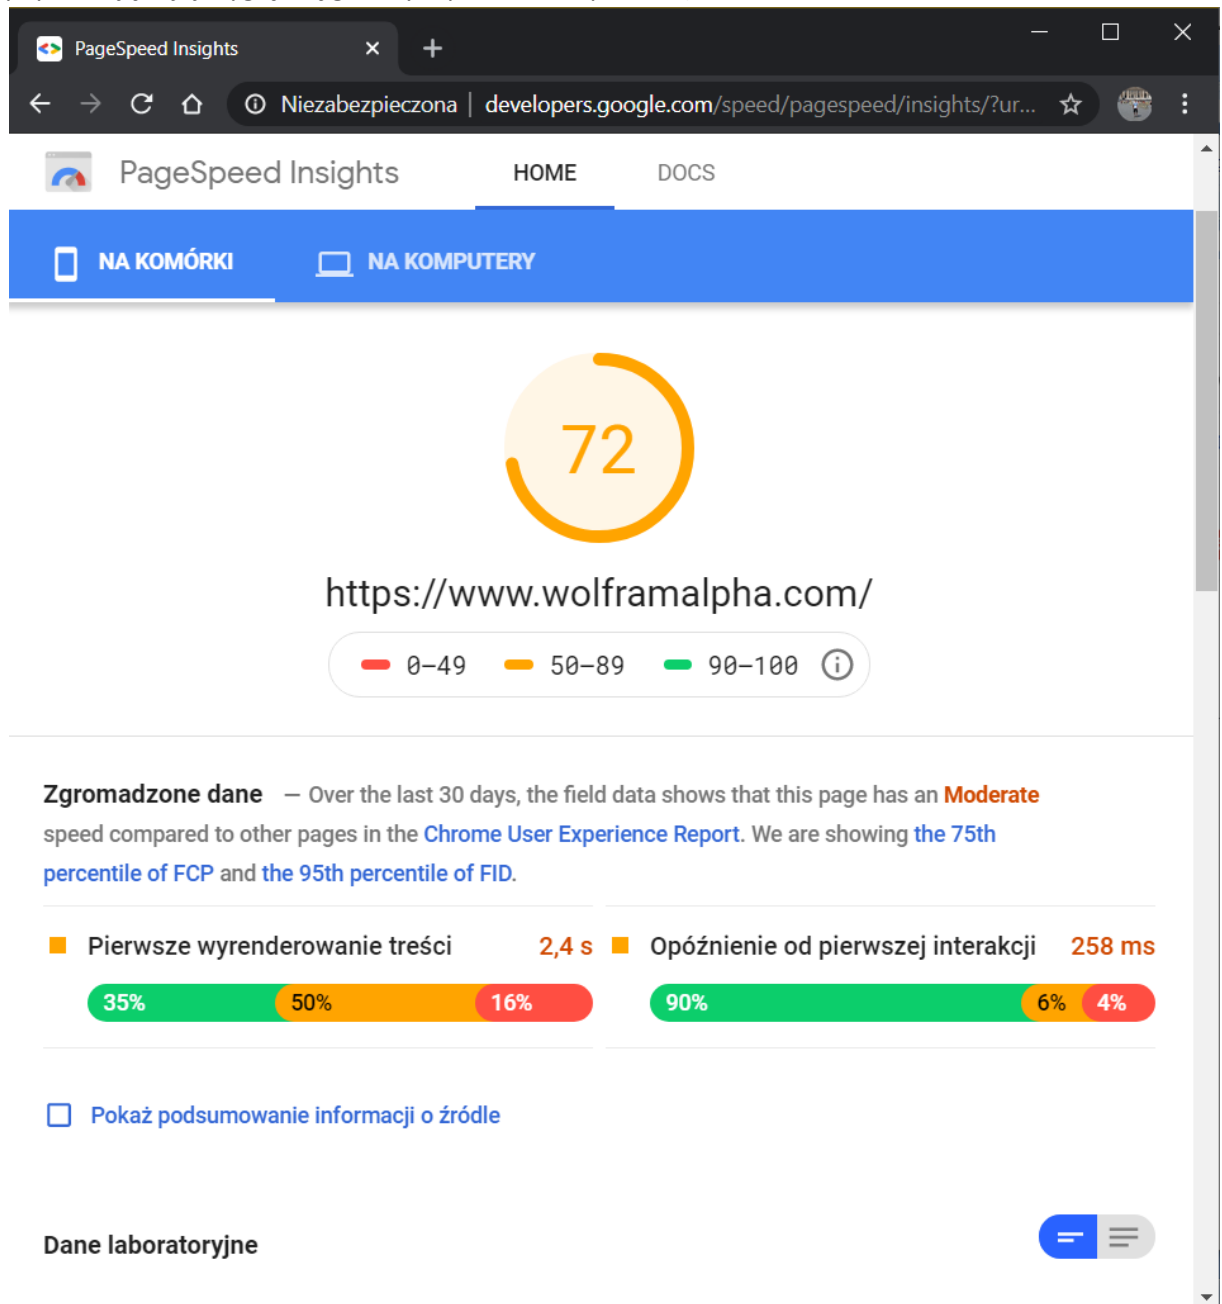 PageSpeed Insights
Niezabezpieczona | developers.google.com/speed/pagespeed/insights/?ur...
PageSpeed Insights HOME DOCS
NA KOMÓRKI NA KOMPUTERY
72
https://www.wolframalpha.com/
0–49 50–89 90–100
Zgromadzone dane — Over the last 30 days, the field data shows that this page has an Moderate
speed compared to other pages in the Chrome User Experience Report. We are showing the 75th
percentile of FCP and the 95th percentile of FID.
Pierwsze wyrenderowanie treści 2,4 s Opóźnienie od pierwszej interakcji 258 ms
35% 50% 16% 90% 6% 4%
Pokaż podsumowanie informacji o źródle
Dane laboratoryjne